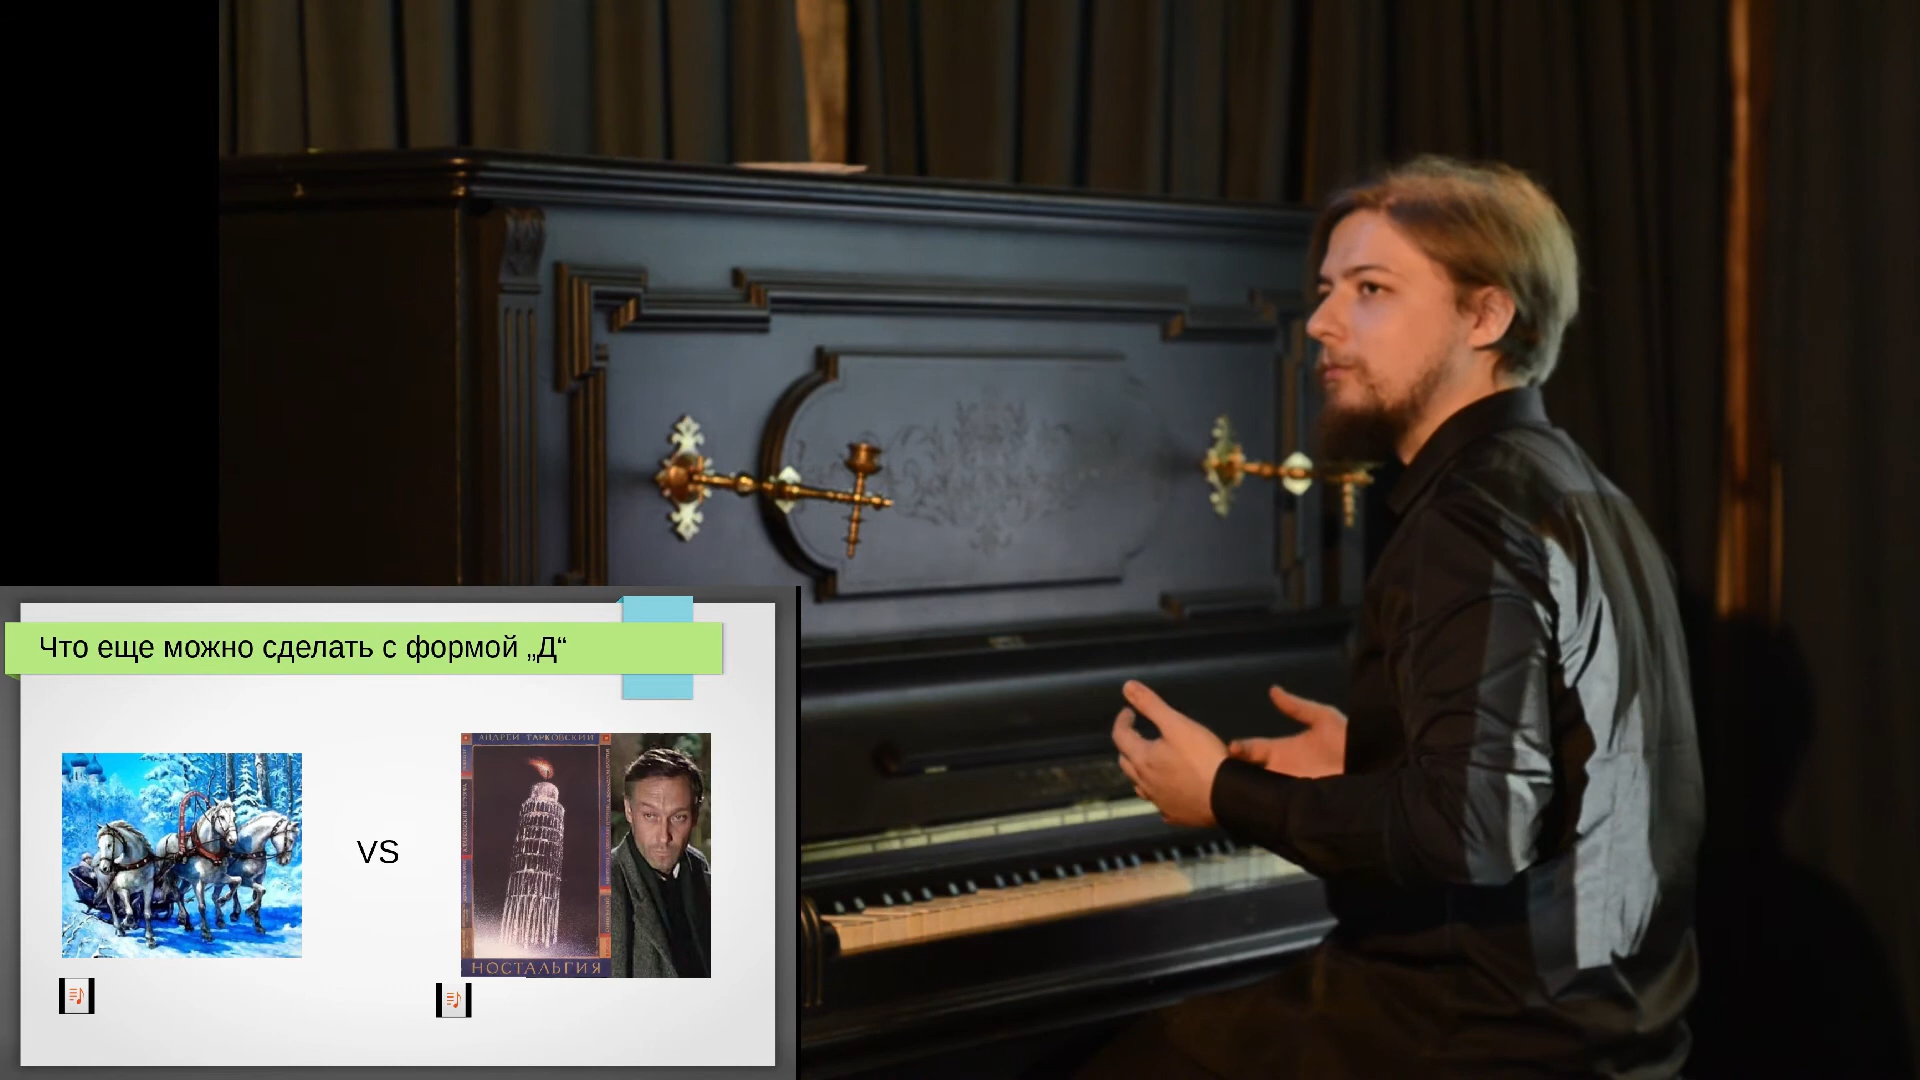 Что еще можно сделать с формой „Д“
VS
АНДРЕЙ ТАРКОВСКИЙ
НОСТАЛЬГИЯ